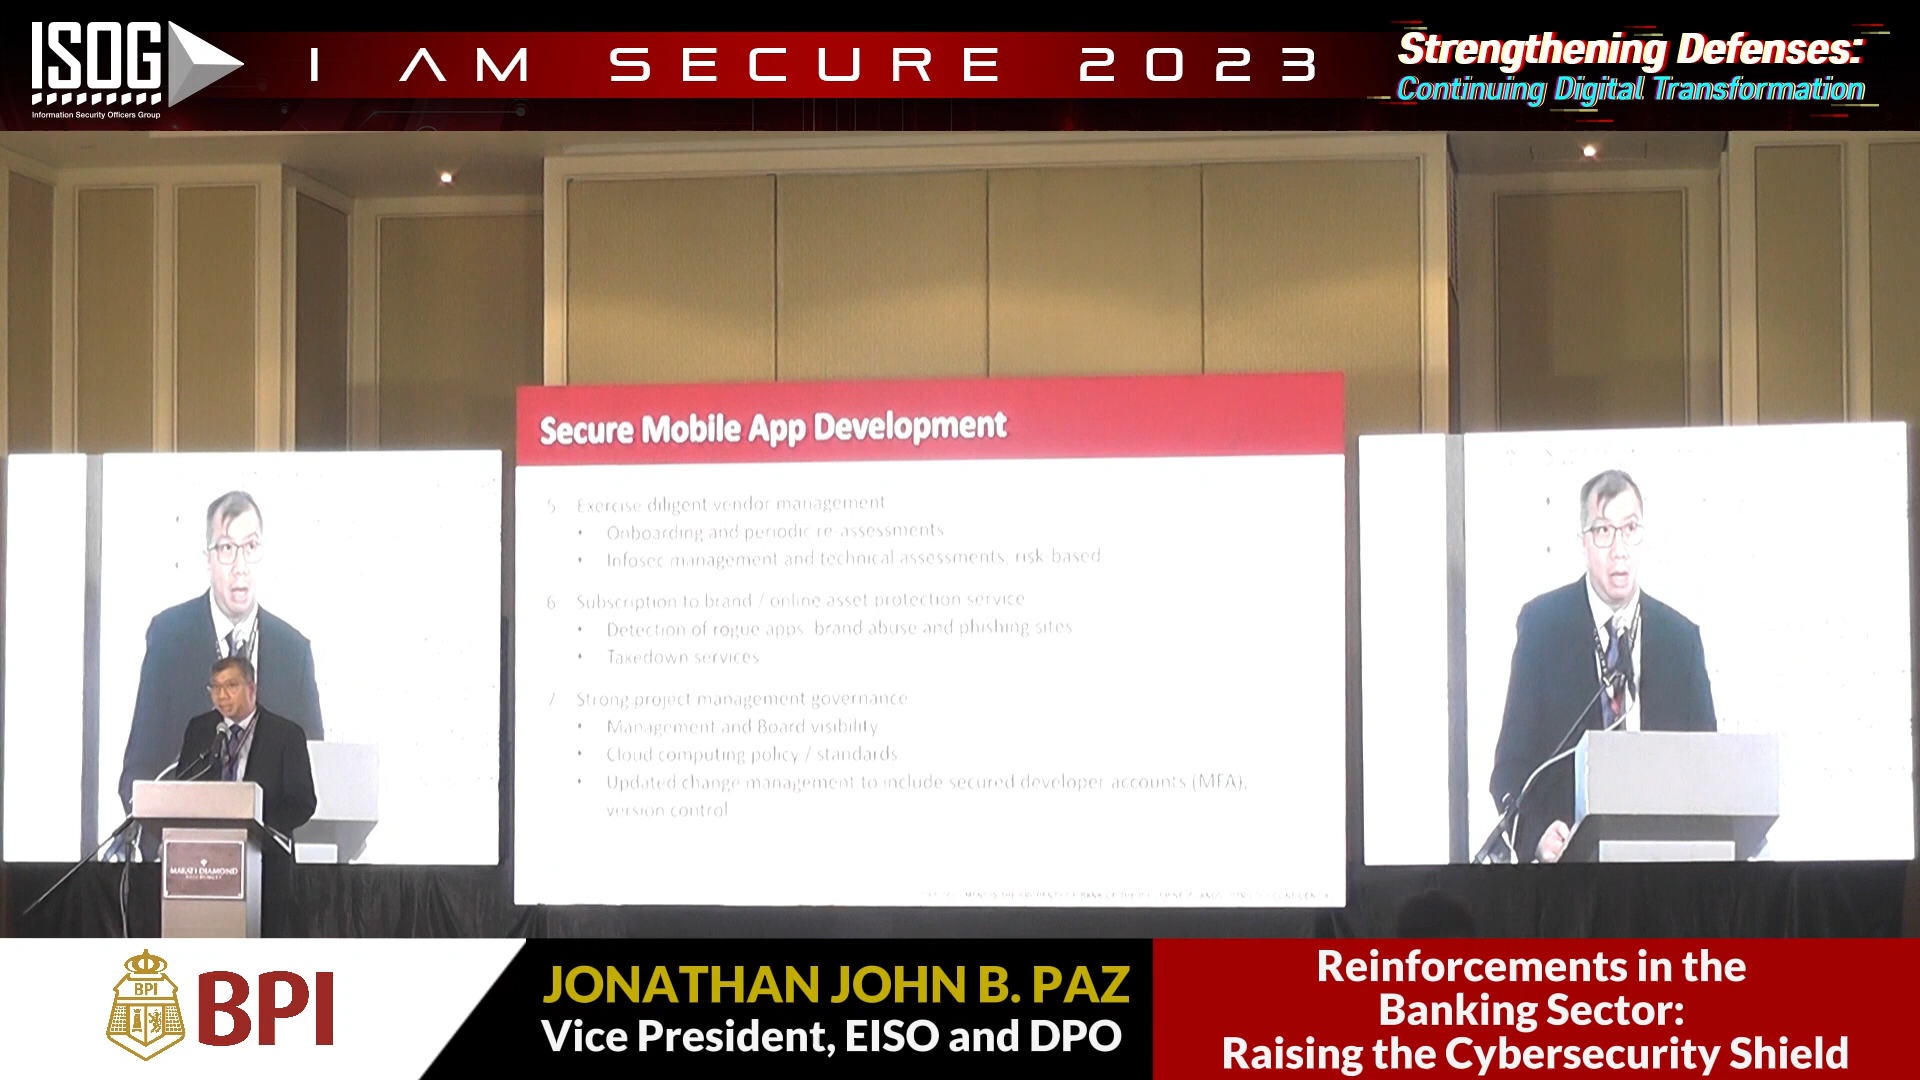 ISOG
Information Security Officers Group
I AM SECURE 2023
Strengthening Defenses:
Continuing Digital Transformation
Secure Mobile App Development
5 Exercise diligent vendor management
• Onboarding and periodic re-assessments
• Infosec management and technical assessments, risk-based
6 Subscription to brand / online asset protection service
• Detection of rogue apps, brand abuse and phishing sites
• Takedown services
7 Strong project management governance
• Management and Board visibility
• Cloud computing policy / standards
• Updated change management to include secured developer accounts (MFA),
version control
MAKATI DIAMOND
RESIDENCES
BPI
BPI
JONATHAN JOHN B. PAZ
Vice President, EISO and DPO
Reinforcements in the
Banking Sector:
Raising the Cybersecurity Shield